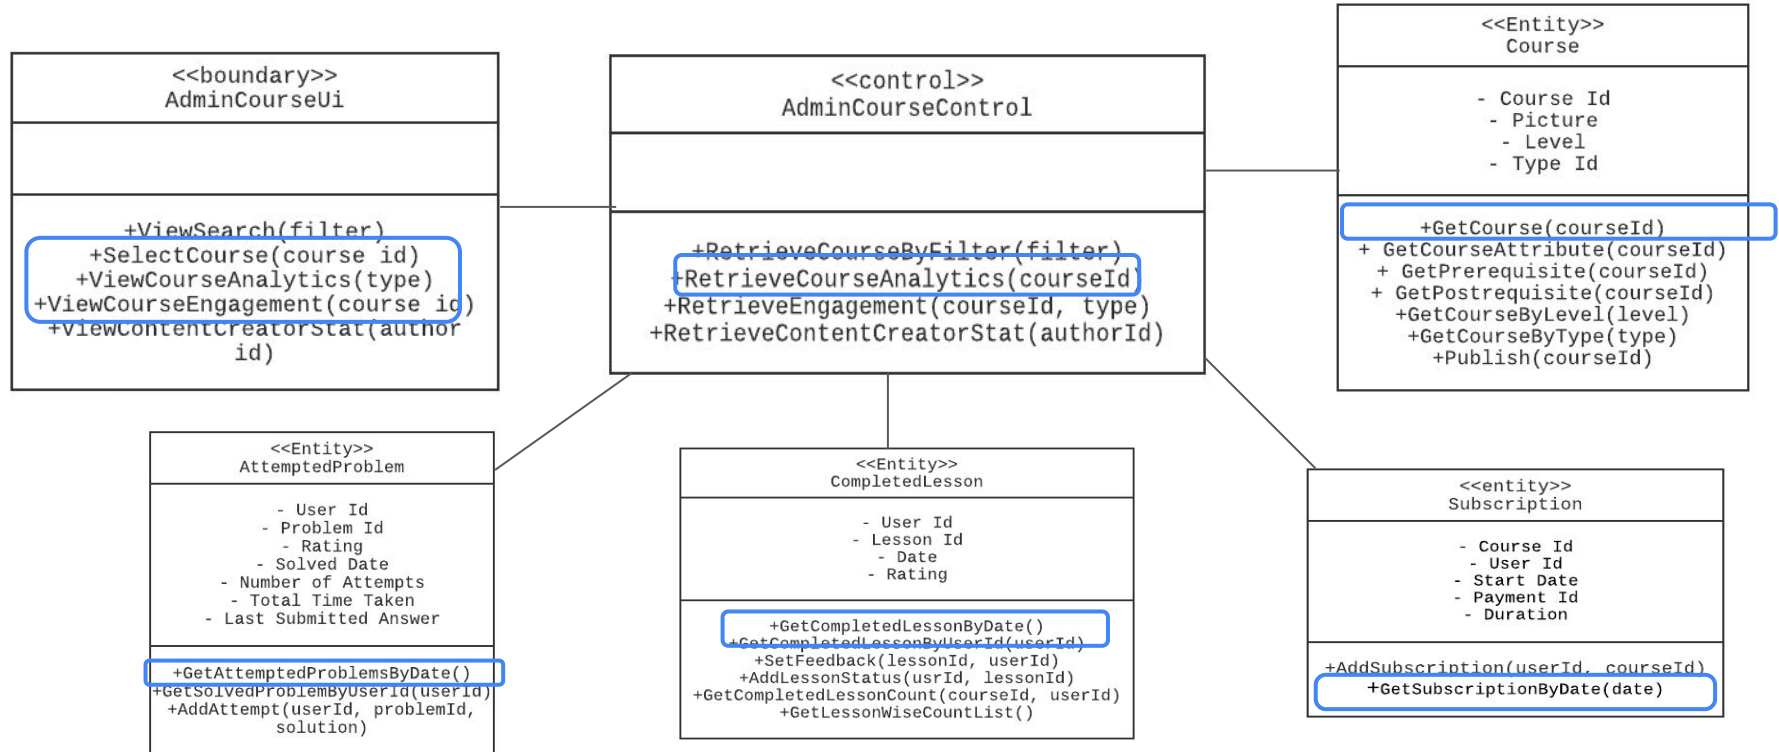 <<boundary>>
AdminCourseUi
+ViewSearch(filter)
+SelectCourse(course id)
+ViewCourseAnalytics(type)
+ViewCourseEngagement(course id)
+ViewContentCreatorStat(author
id)
<<control>>
AdminCourseControl
+RetrieveCourseByFilter(filter)
+RetrieveCourseAnalytics(courseId)
+RetrieveEngagement(courseId, type)
+RetrieveContentCreatorStat(authorId)
<<Entity>>
Course
- Course Id
- Picture
- Level
- Type Id
+GetCourse(courseId)
+ GetCourseAttribute(courseId)
+ GetPrerequisite(courseId)
+ GetPostrequisite(courseId)
+GetCourseByLevel(level)
+GetCourseByType(type)
+Publish(courseId)
<<Entity>>
AttemptedProblem
- User Id
- Problem Id
- Rating
- Solved Date
- Number of Attempts
- Total Time Taken
- Last Submitted Answer
+GetAttemptedProblemsByDate()
+GetSolvedProblemByUserId(userId)
+AddAttempt(userId, problemId,
solution)
<<Entity>>
CompletedLesson
- User Id
- Lesson Id
- Date
- Rating
+GetCompletedLessonByDate()
+GetCompletedLessonByUserId(userId)
+SetFeedback(lessonId, userId)
+AddLessonStatus(usrId, lessonId)
+GetCompletedLessonCount(courseId, userId)
+GetLessonWiseCountList()
<<entity>>
Subscription
- Course Id
- User Id
- Start Date
- Payment Id
- Duration
+AddSubscription(userId, courseId)
+GetSubscriptionByDate(date)